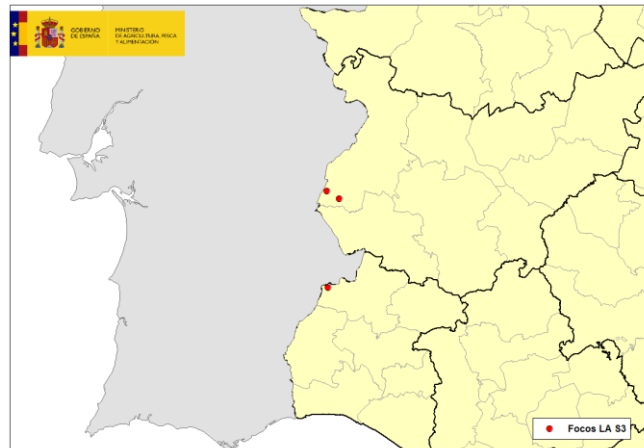 GOBIERNO
DE ESPAÑA
MINISTERIO
DE AGRICULTURA, PESCA
Y ALIMENTACIÓN
Focos LA S3